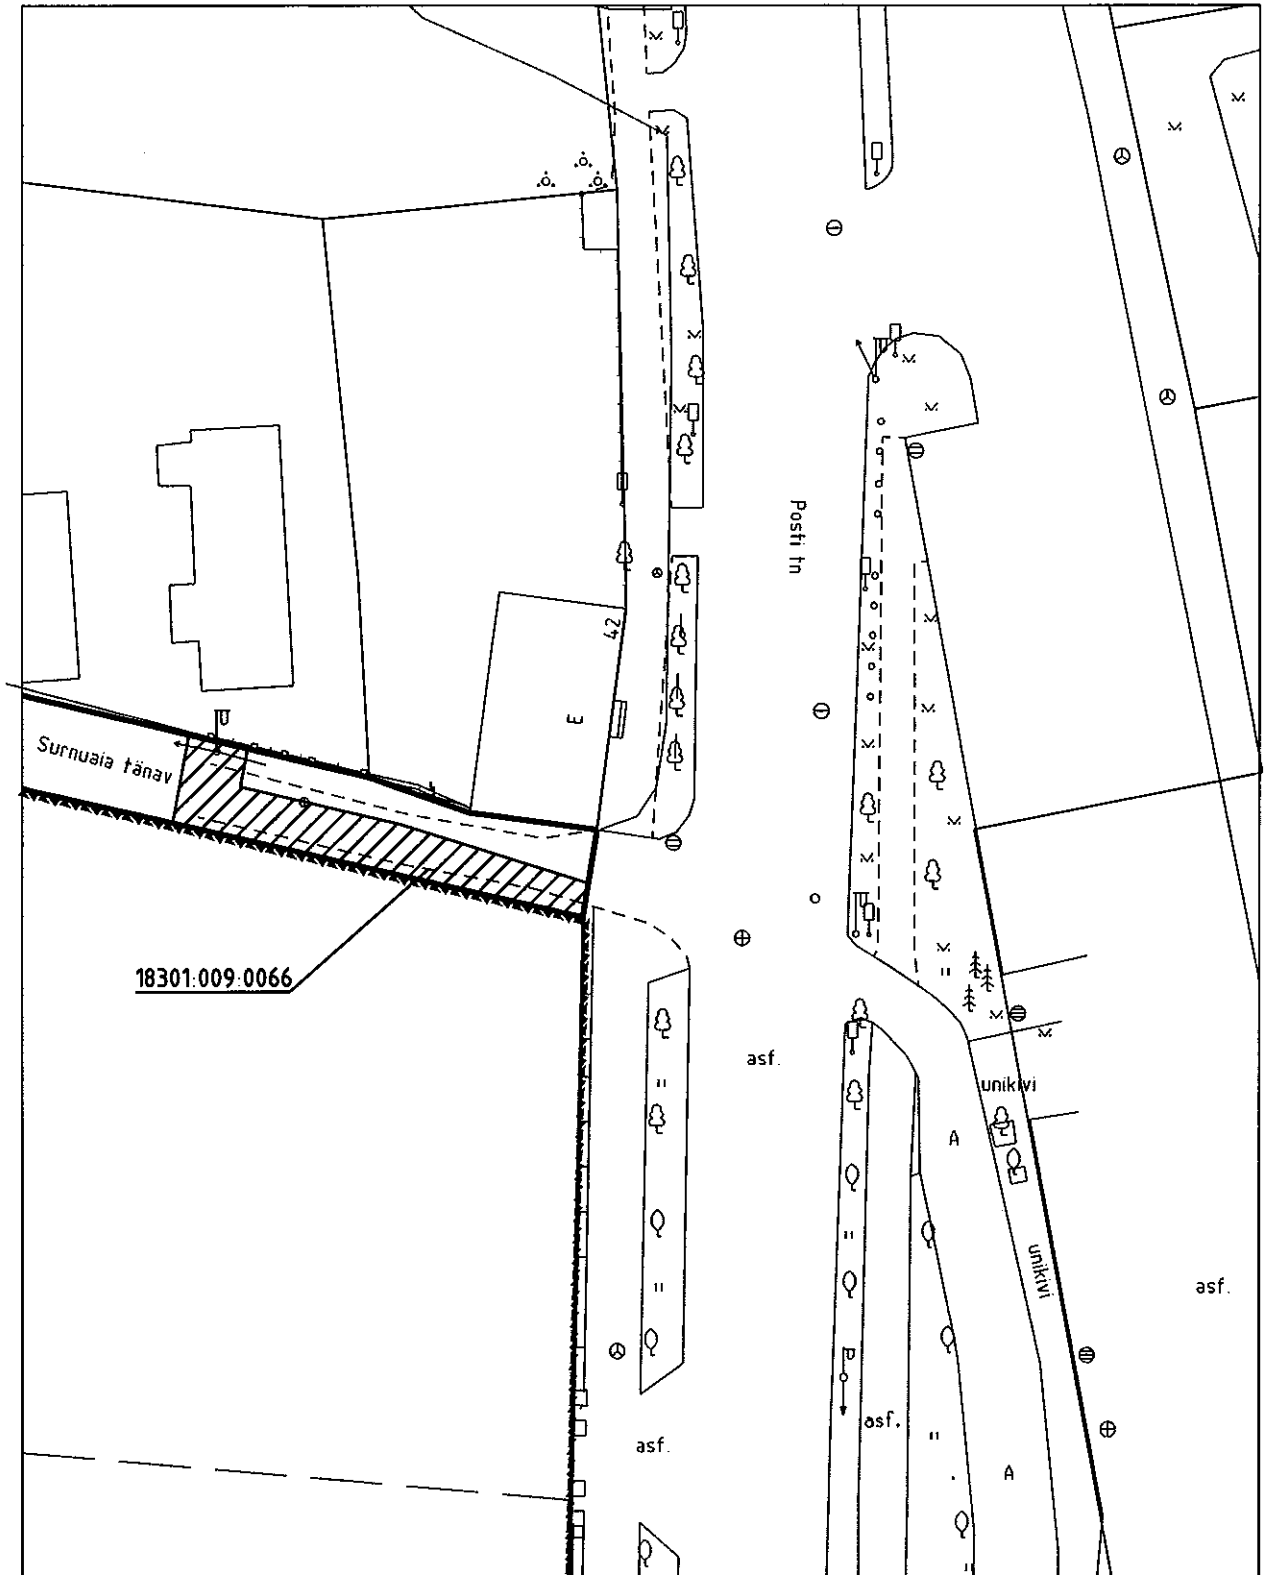 Posti tn
42
E
Surnuaia tänav
18301:009:0066
asf.
unikivi
A
unikivi
asf.
asf.
asf.
A